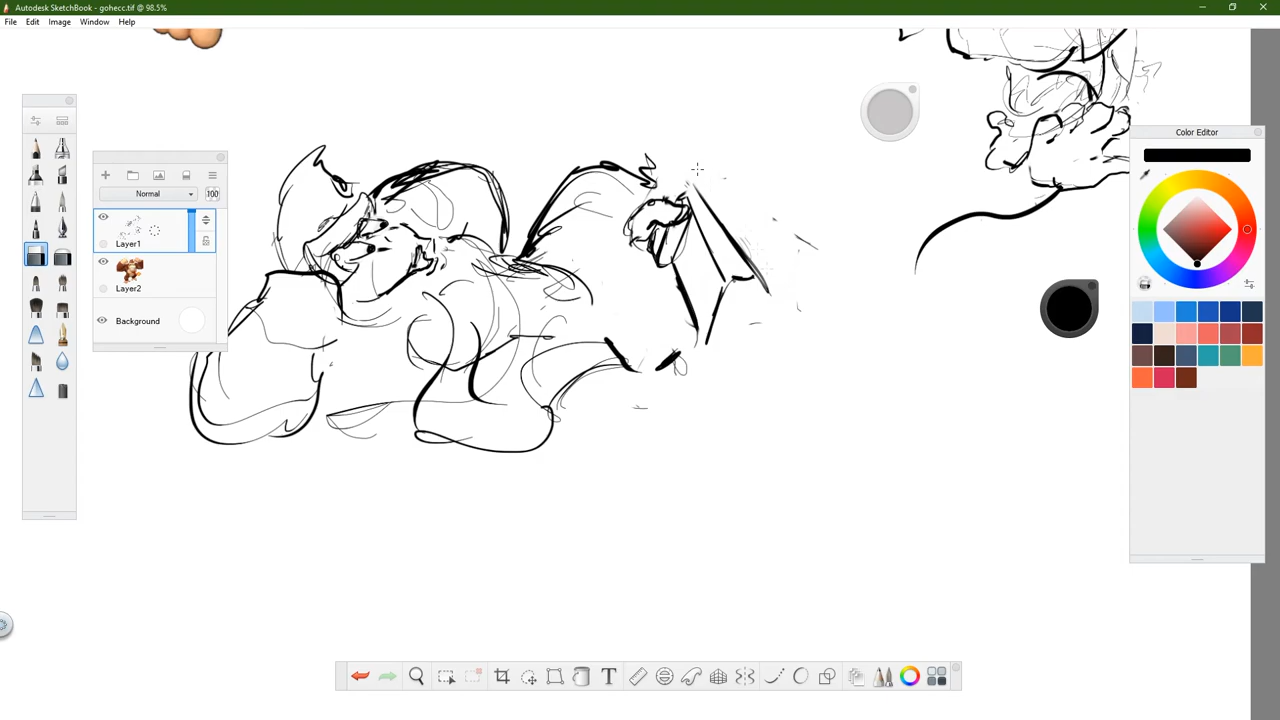 Autodesk SketchBook - gohecc.tif @ 98.5%
File Edit Image Window Help
Normal
100
Layer1
Layer2
Background
Color Editor
T